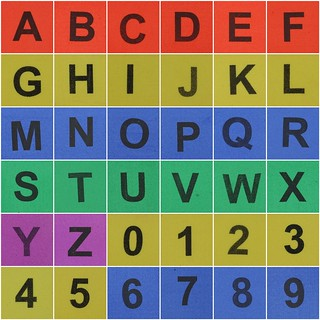 A B C D E F
G H I J K L
M N O P Q R
S T U V W X
Y Z 0 1 2 3
4 5 6 7 8 9